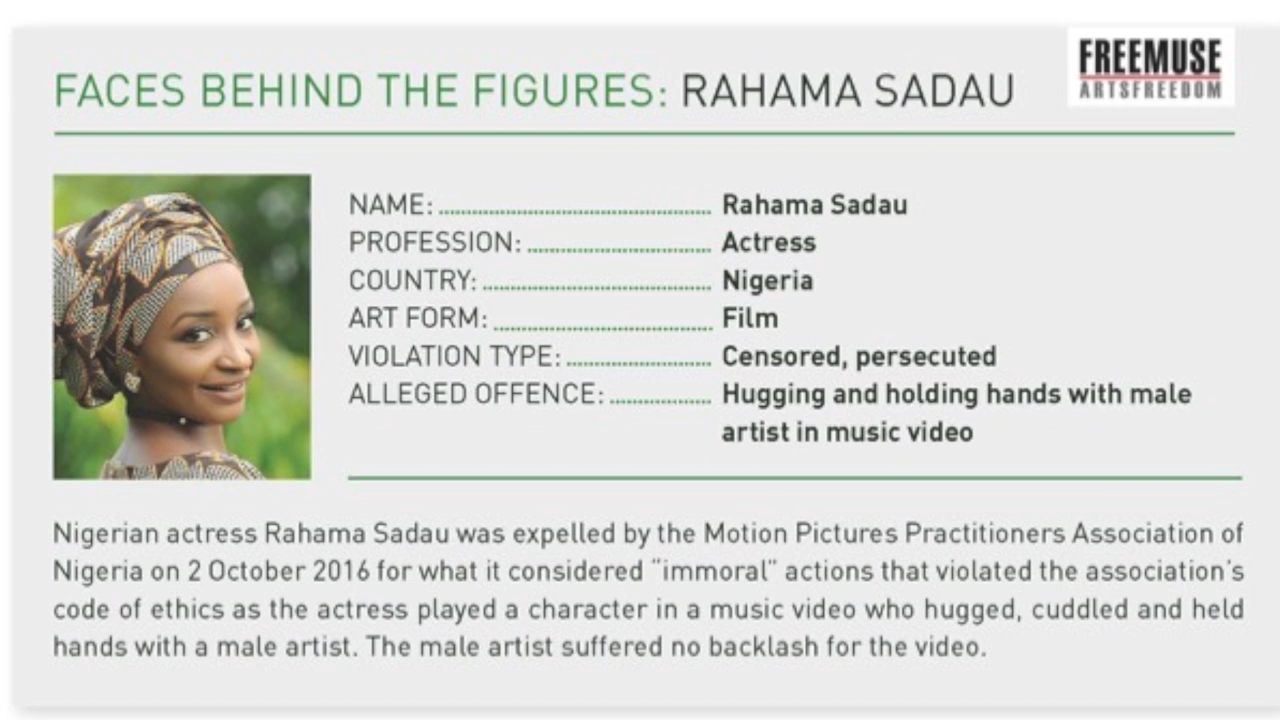 FREEMUSE
ARTSFREEDOM
FACES BEHIND THE FIGURES: RAHAMA SADAU
NAME: Rahama Sadau
PROFESSION: Actress
COUNTRY: Nigeria
ART FORM: Film
VIOLATION TYPE: Censored, persecuted
ALLEGED OFFENCE: Hugging and holding hands with male
artist in music video
Nigerian actress Rahama Sadau was expelled by the Motion Pictures Practitioners Association of
Nigeria on 2 October 2016 for what it considered "immoral" actions that violated the association's
code of ethics as the actress played a character in a music video who hugged, cuddled and held
hands with a male artist. The male artist suffered no backlash for the video.